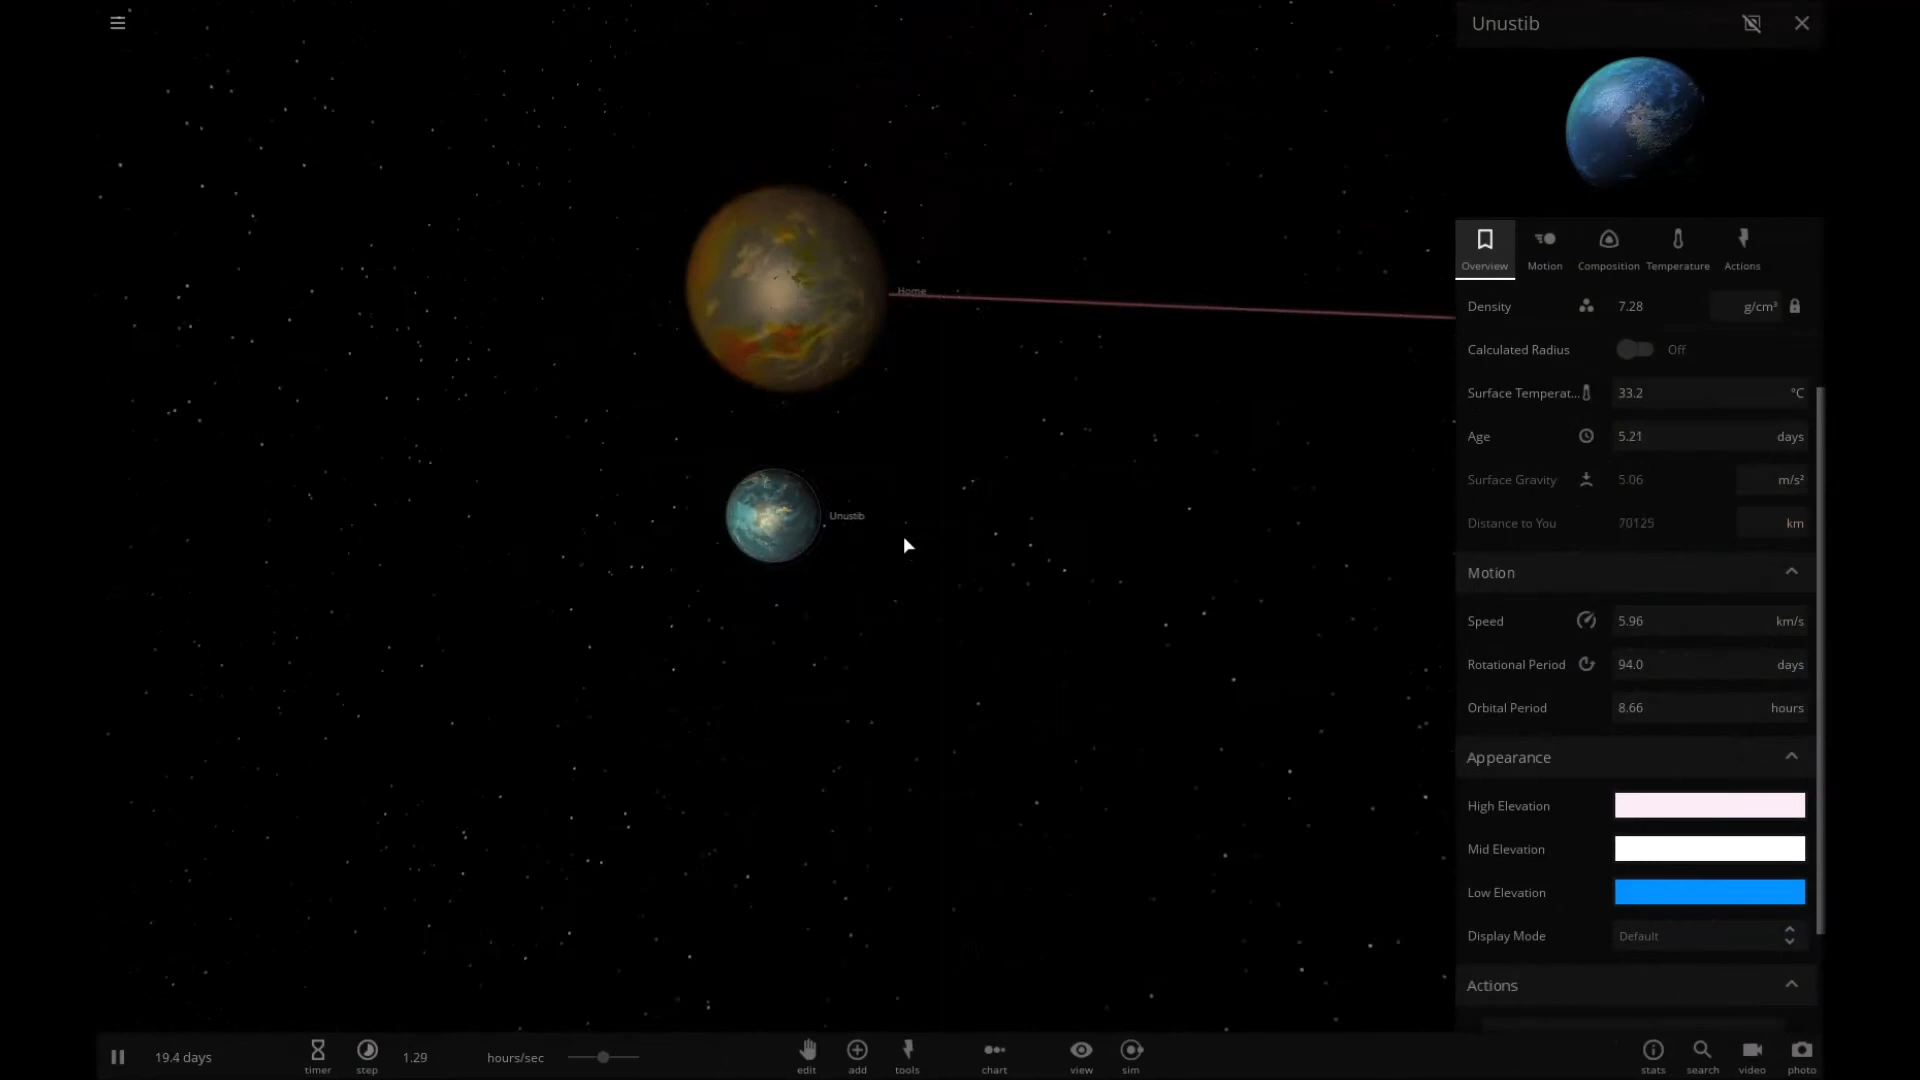 Unustib
Overview Motion Composition Temperature Actions
Home
Density 7.28 g/cm³
Calculated Radius Off
Surface Temperat... 33.2 °C
Age 5.21 days
Surface Gravity 5.06 m/s²
Unustib
Distance to You 70125 km
Motion
Speed 5.96 km/s
Rotational Period 94.0 days
Orbital Period 8.66 hours
Appearance
High Elevation
Mid Elevation
Low Elevation
Display Mode Default
Actions
19.4 days 1.29 hours/sec
timer step edit add tools chart view sim stats search video photo